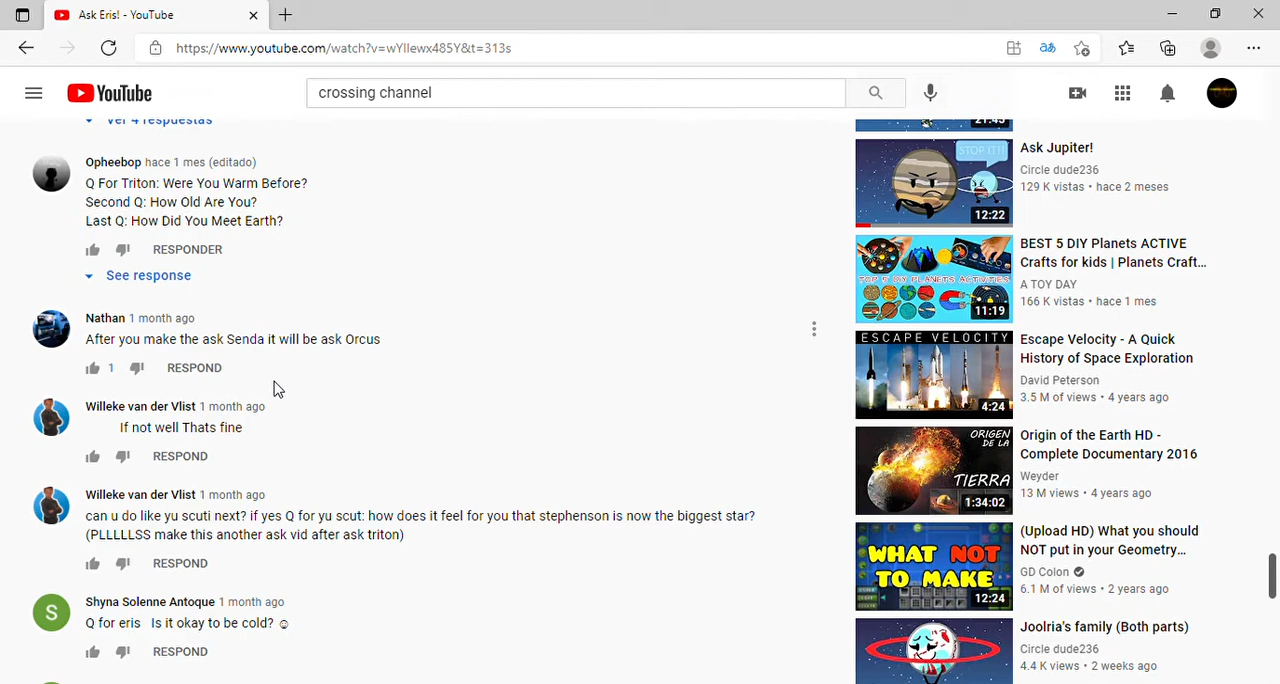 Ask Eris! - YouTube
https://www.youtube.com/watch?v=wYIlewx485Y&t=313s
YouTube
crossing channel
Ver 4 respuestas
Opheebop hace 1 mes (editado)
Q For Triton: Were You Warm Before?
Second Q: How Old Are You?
Last Q: How Did You Meet Earth?
RESPONDER
See response
Nathan 1 month ago
After you make the ask Senda it will be ask Orcus
1 RESPOND
Willeke van der Vlist 1 month ago
If not well Thats fine
RESPOND
Willeke van der Vlist 1 month ago
can u do like yu scuti next? if yes Q for yu scut: how does it feel for you that stephenson is now the biggest star?
(PLLLLLSS make this another ask vid after ask triton)
RESPOND
S
Shyna Solenne Antoque 1 month ago
Q for eris Is it okay to be cold? ☺
RESPOND
21:43
STOP IT!!
12:22
Ask Jupiter!
Circle dude236
129 K vistas • hace 2 meses
TOP 5 DIY PLANETS ACTIVITIES
11:19
BEST 5 DIY Planets ACTIVE
Crafts for kids | Planets Craft...
A TOY DAY
166 K vistas • hace 1 mes
ESCAPE VELOCITY
4:24
Escape Velocity - A Quick
History of Space Exploration
David Peterson
3.5 M of views • 4 years ago
ORIGEN
DE LA
TIERRA
1:34:02
Origin of the Earth HD -
Complete Documentary 2016
Weyder
13 M views • 4 years ago
WHAT NOT
TO MAKE
12:24
(Upload HD) What you should
NOT put in your Geometry...
GD Colon
6.1 M of views • 2 years ago
Joolria's family (Both parts)
Circle dude236
4.4 K views • 2 weeks ago